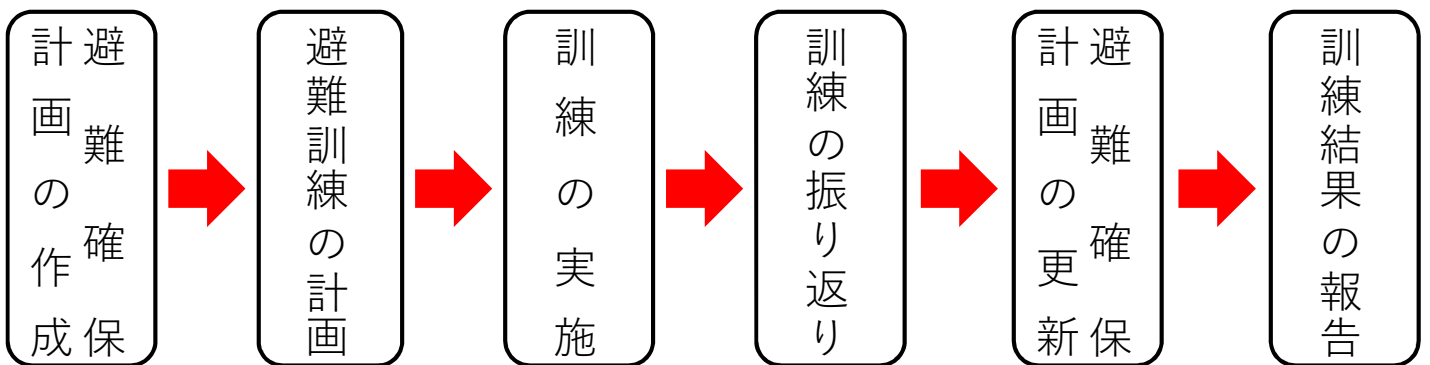 避難確保
計画の作成
避難訓練の計画
訓練の実施
訓練の振り返り
避難確保
計画の更新
訓練結果の報告